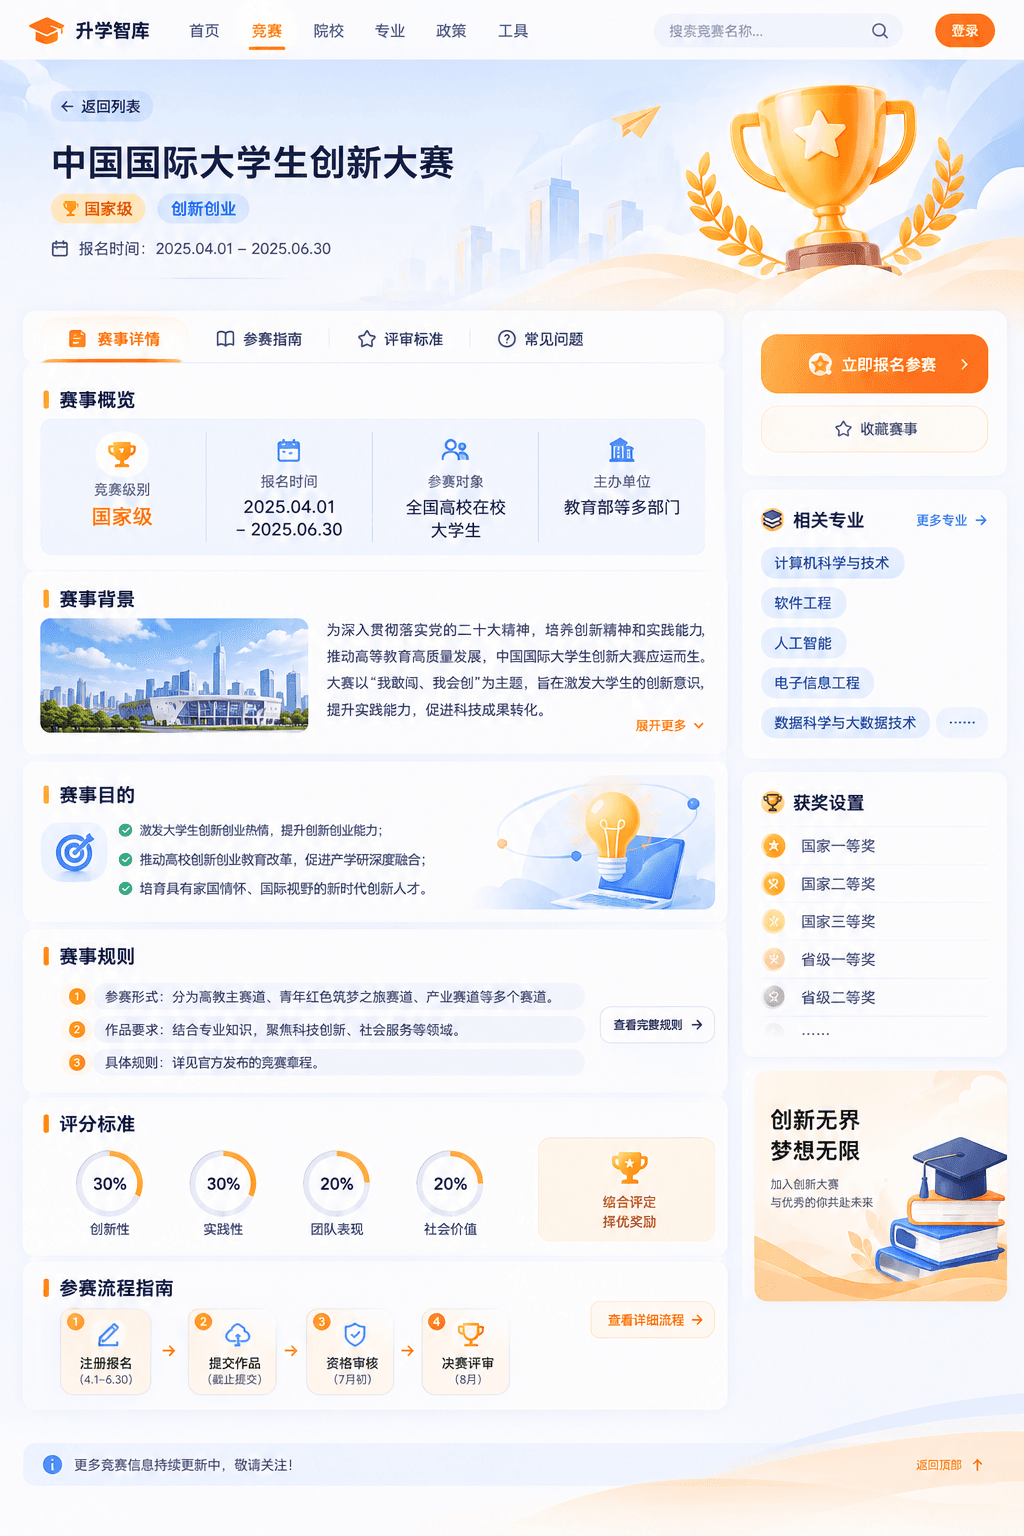 升学智库
首页
竞赛
院校
专业
政策
工具
搜索竞赛名称...
登录
返回列表
中国国际大学生创新大赛
国家级
创新创业
报名时间：2025.04.01 – 2025.06.30
赛事详情
参赛指南
评审标准
常见问题
赛事概览
竞赛级别
国家级
报名时间
2025.04.01
– 2025.06.30
参赛对象
全国高校在校
大学生
主办单位
教育部等多部门
赛事背景
为深入贯彻落实党的二十大精神，培养创新精神和实践能力,
推动高等教育高质量发展，中国国际大学生创新大赛应运而生。
大赛以“我敢闯、我会创”为主题，旨在激发大学生的创新意识,
提升实践能力，促进科技成果转化。
展开更多
赛事目的
激发大学生创新创业热情，提升创新创业能力；
推动高校创新创业教育改革，促进产学研深度融合；
培育具有家国情怀、国际视野的新时代创新人才。
赛事规则
1 参赛形式：分为高教主赛道、青年红色筑梦之旅赛道、产业赛道等多个赛道。
2 作品要求：结合专业知识，聚焦科技创新、社会服务等领域。
3 具体规则：详见官方发布的竞赛章程。
查看完整规则
评分标准
30%
创新性
30%
实践性
20%
团队表现
20%
社会价值
结合评定
择优奖励
参赛流程指南
查看详细流程
1
注册报名
（4.1–6.30）
2
提交作品
（截止提交）
3
资格审核
（7月初）
4
决赛评审
（8月）
立即报名参赛
收藏赛事
相关专业
更多专业
计算机科学与技术
软件工程
人工智能
电子信息工程
数据科学与大数据技术
······
获奖设置
国家一等奖
国家二等奖
国家三等奖
省级一等奖
省级二等奖
······
创新无界
梦想无限
加入创新大赛
与优秀的你共赴未来
更多竞赛信息持续更新中，敬请关注！
返回顶部